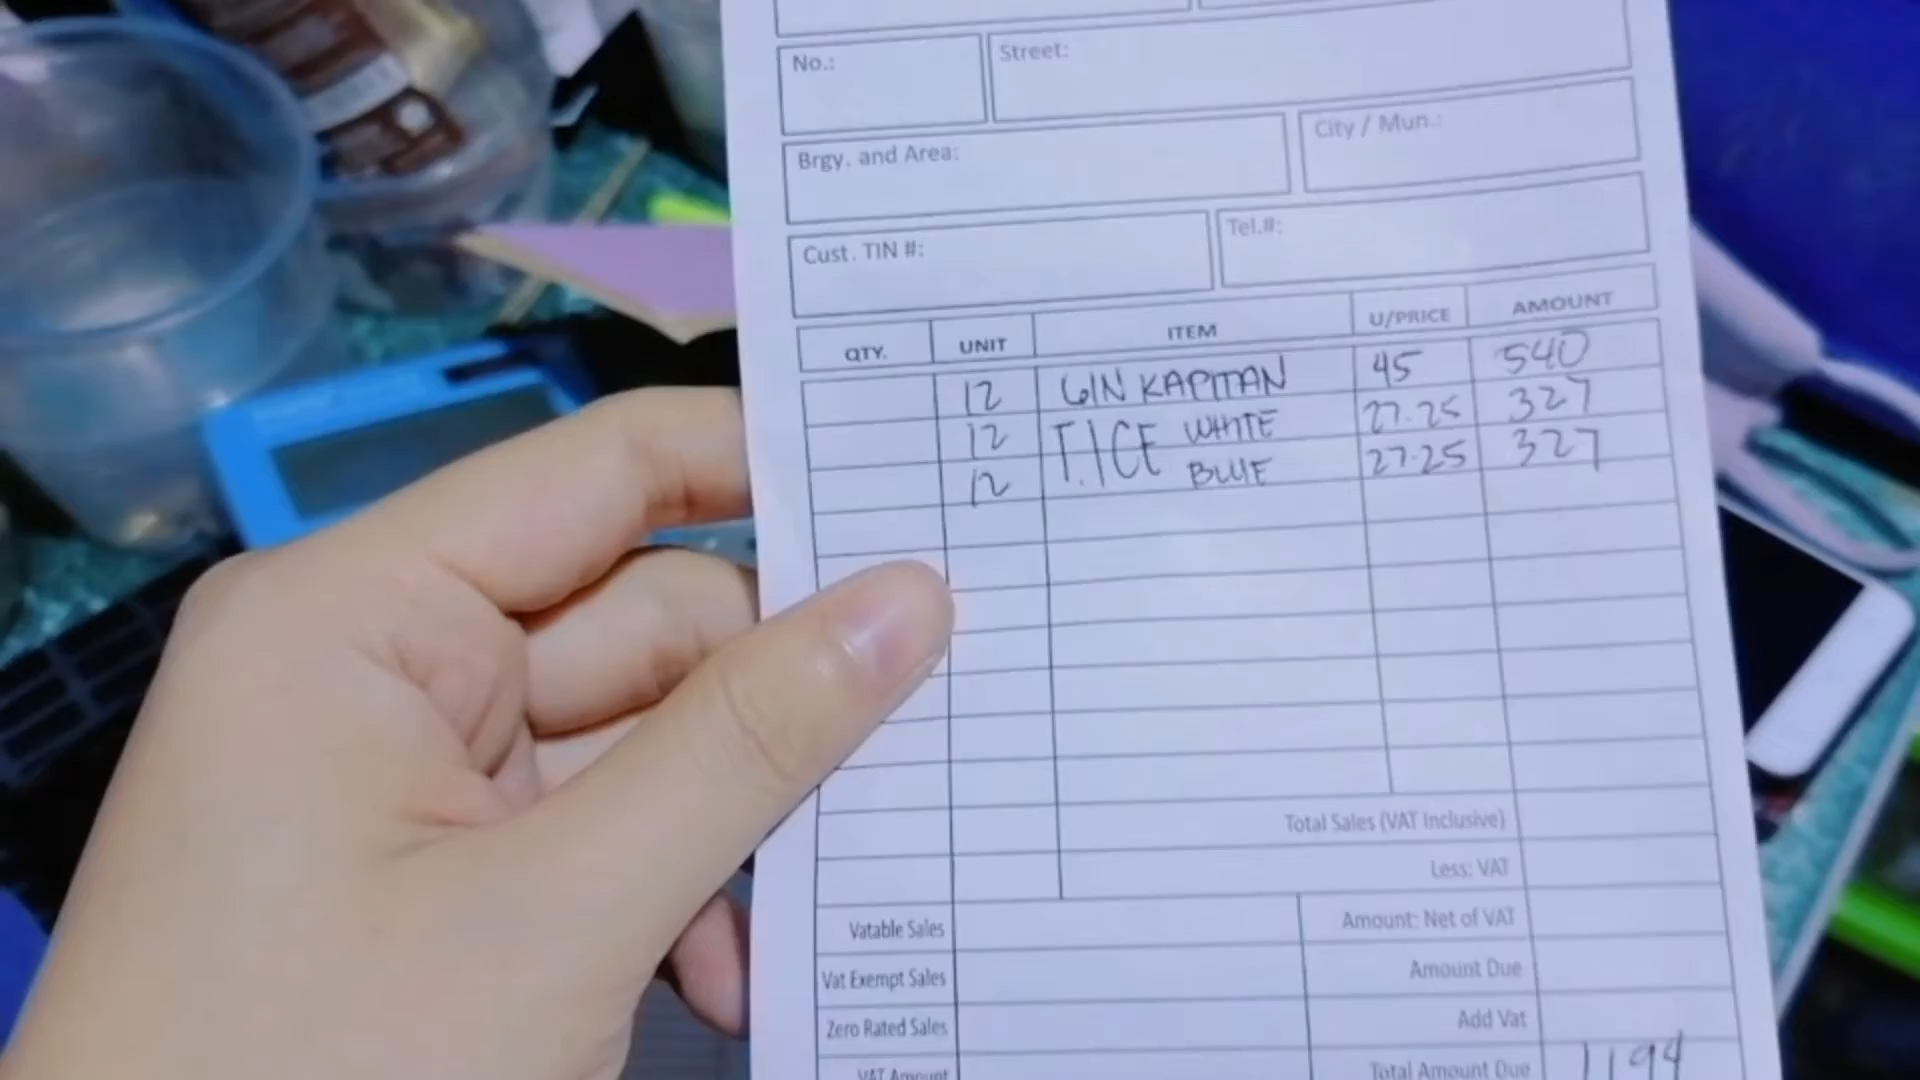 No.: Street:
Brgy. and Area: City / Mun.:
Cust. TIN #: Tel.#:
QTY. UNIT ITEM U/PRICE AMOUNT
12 GIN KAPITAN 45 540
12 T.ICE WHITE 27.25 327
12 BLUE 27.25 327
Total Sales (VAT Inclusive)
Less: VAT
Vatable Sales Amount: Net of VAT
Vat Exempt Sales Amount Due
Zero Rated Sales Add Vat
VAT Amount Total Amount Due 1194